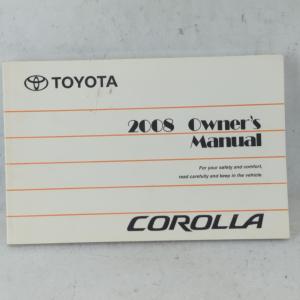 TOYOTA
2008 Owner's
Manual
For your safety and comfort,
read carefully and keep in the vehicle.
COROLLA